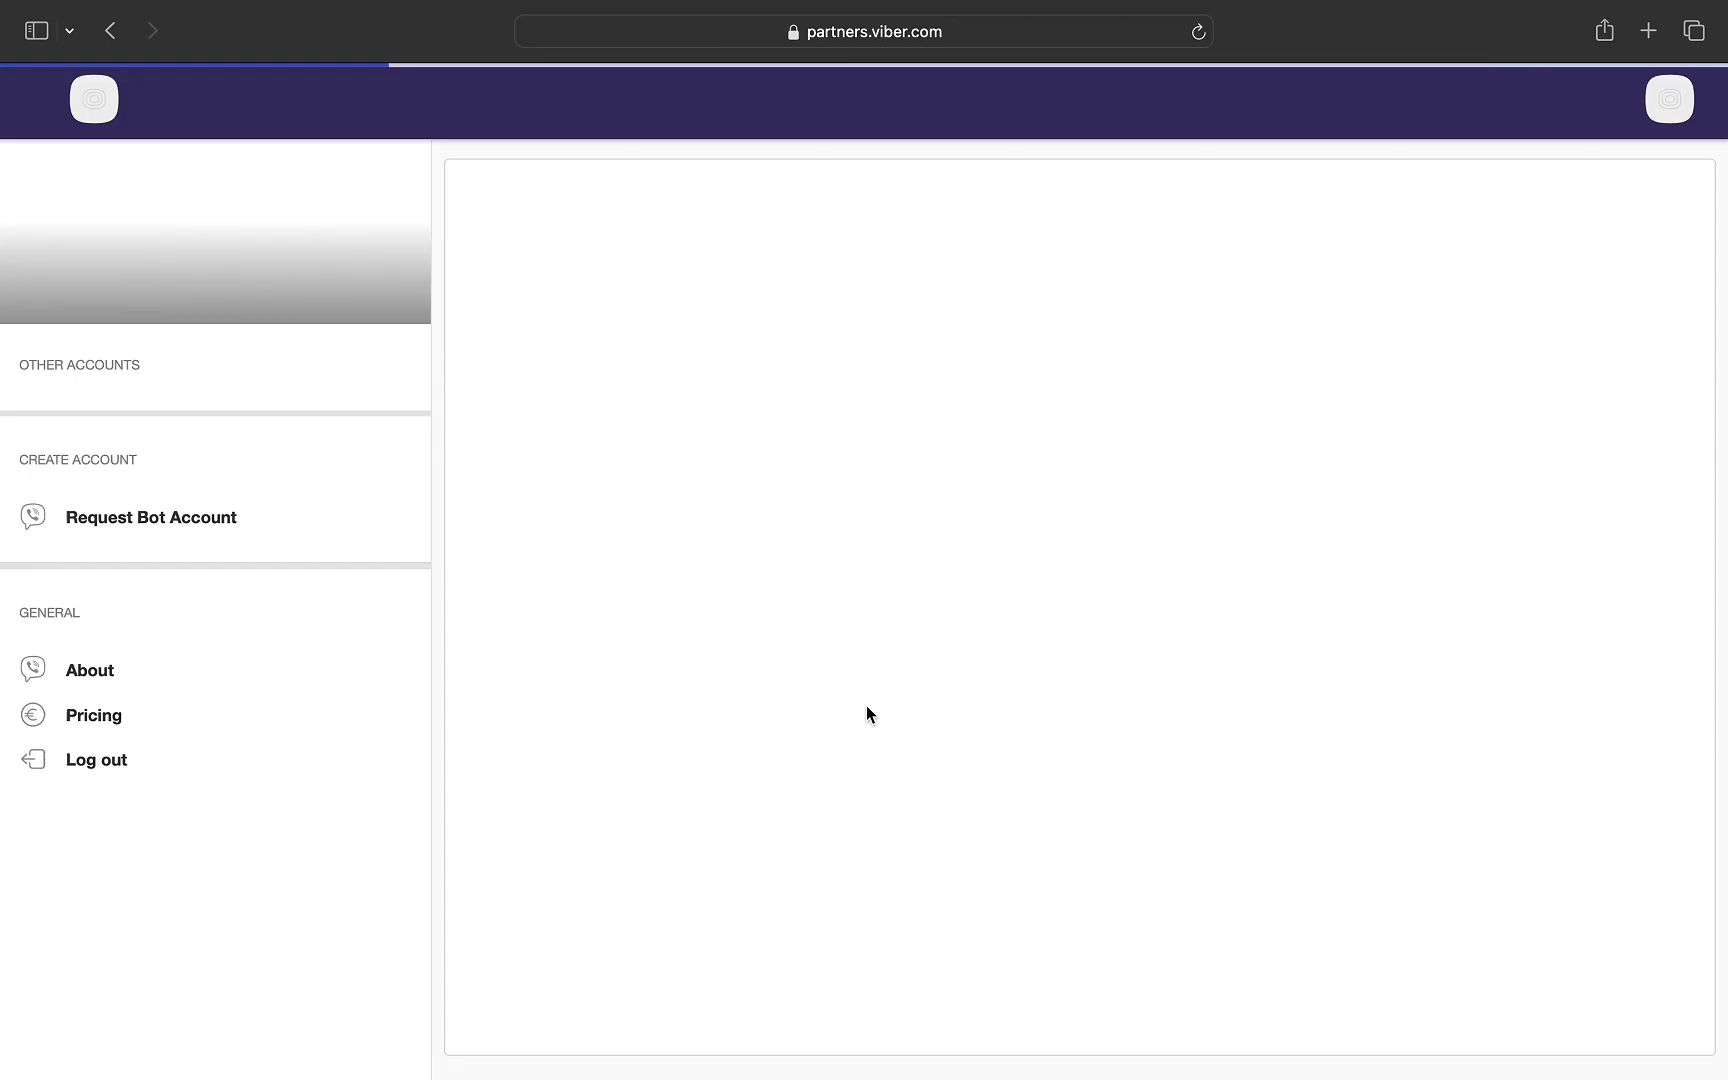 partners.viber.com
OTHER ACCOUNTS
CREATE ACCOUNT
Request Bot Account
GENERAL
About
Pricing
Log out